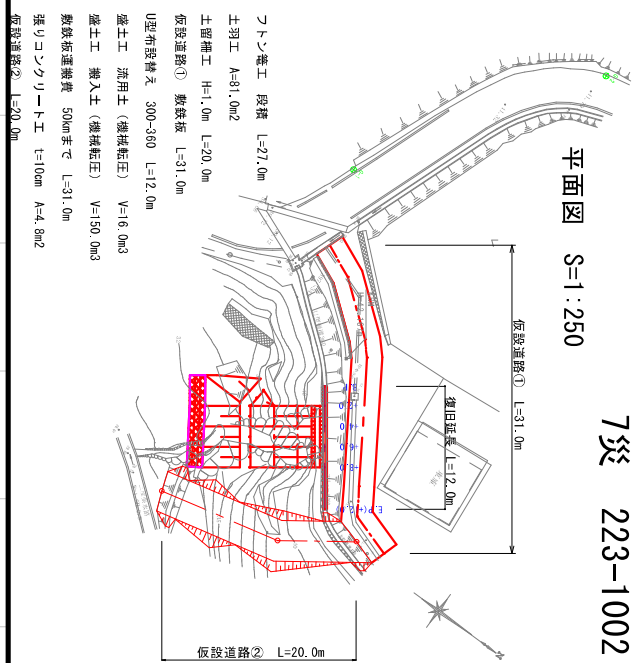 7災　223-1002
平面図　S=1:250
フトン篭工　段積　L=27.0m
土羽工　A=81.0m2
土留柵工　H=1.0m　L=20.0m
仮設道路①　敷鉄板　L=31.0m
U型布設替え　300-360　L=12.0m
盛土工　流用土（機械転圧）　V=16.0m3
盛土工　搬入土（機械転圧）　V=150.0m3
敷鉄板運搬費　50kmまで　L=31.0m
張りコンクリート工　t=10cm　A=4.8m2
仮設道路②　L=20.0m
仮設道路①　L=31.0m
復旧延長　L=12.0m
仮設道路②　L=20.0m
N